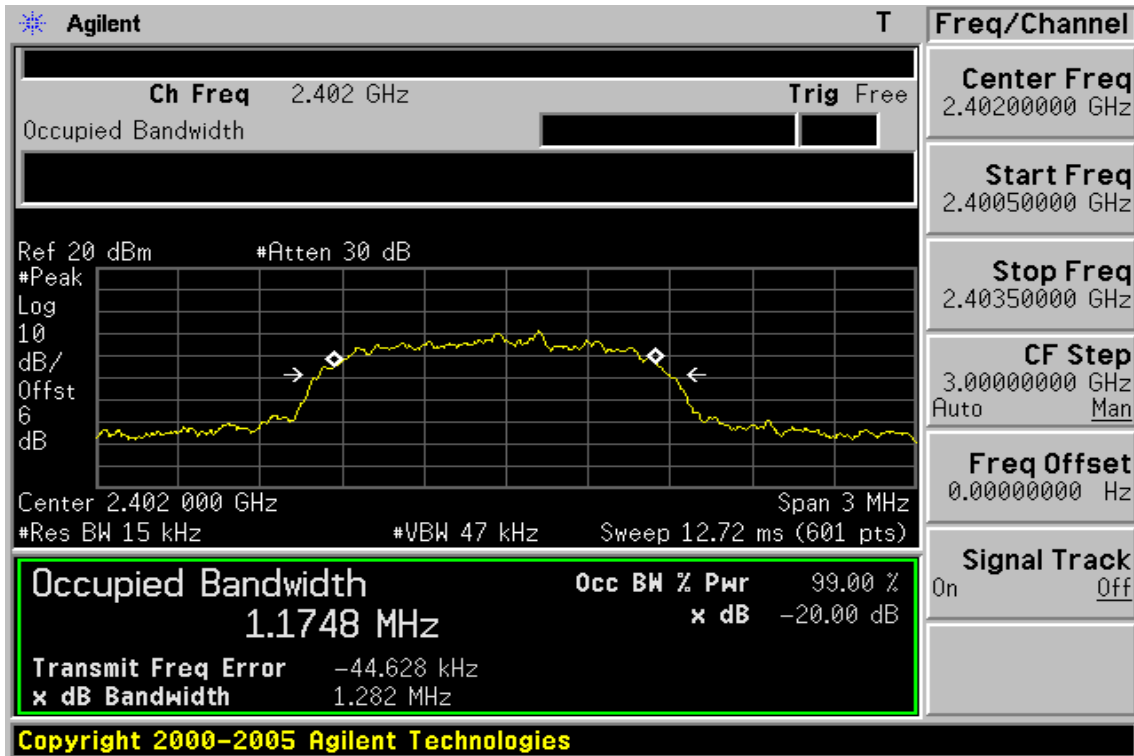 Agilent T
Ch Freq 2.402 GHz Trig Free
Occupied Bandwidth
Ref 20 dBm #Atten 30 dB
#Peak
Log
10
dB/
Offst
6
dB
Center 2.402 000 GHz Span 3 MHz
#Res BW 15 kHz #VBW 47 kHz Sweep 12.72 ms (601 pts)
Occupied Bandwidth Occ BW % Pwr 99.00 %
1.1748 MHz x dB -20.00 dB
Transmit Freq Error -44.628 kHz
x dB Bandwidth 1.282 MHz
Copyright 2000-2005 Agilent Technologies
Freq/Channel
Center Freq
2.40200000 GHz
Start Freq
2.40050000 GHz
Stop Freq
2.40350000 GHz
CF Step
3.00000000 GHz
Auto Man
Freq Offset
0.00000000 Hz
Signal Track
On Off